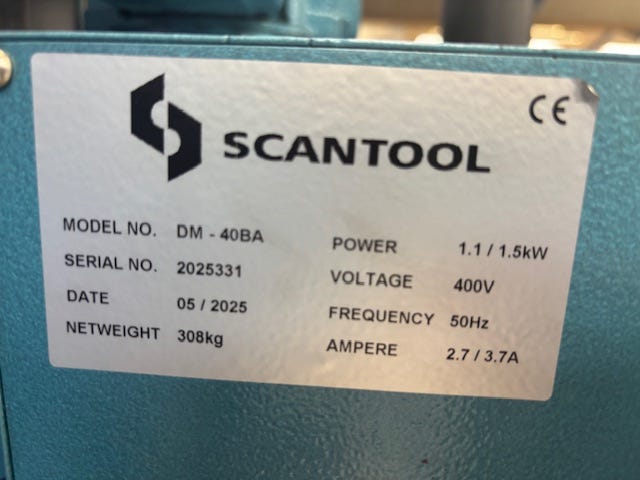 CE
SCANTOOL
MODEL NO. DM - 40BA
SERIAL NO. 2025331
DATE 05 / 2025
NETWEIGHT 308kg
POWER 1.1 / 1.5kW
VOLTAGE 400V
FREQUENCY 50Hz
AMPERE 2.7 / 3.7A